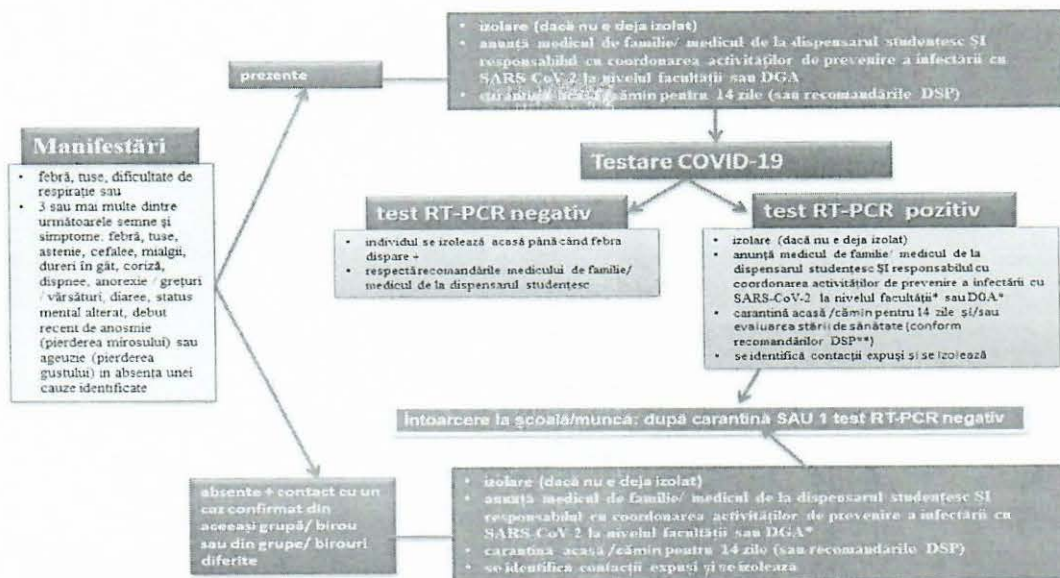 izolare (dacă nu e deja izolat)
anunță medicul de familie/ medicul de la dispensarul studențesc ȘI
responsabilul cu coordonarea activităților de prevenire a infectării cu
SARS-CoV-2 la nivelul facultății sau DGA
carantină acasă/cămin pentru 14 zile (sau recomandările DSP)
prezente
Manifestări
• febră, tuse, dificultate de
respirație sau
• 3 sau mai multe dintre
următoarele semne și
simptome: febră, tuse,
astenie, cefalee, mialgii,
dureri în gât, coriză,
dispnee, anorexie / grețuri
/ vărsături, diaree, status
mental alterat, debut
recent de anosmie
(pierderea mirosului) sau
ageuzie (pierderea
gustului) in absența unei
cauze identificate
Testare COVID-19
test RT-PCR negativ
• individul se izolează acasă până când febra
dispare +
• respectă recomandările medicului de familie/
medicul de la dispensarul studențesc
test RT-PCR pozitiv
• izolare (dacă nu e deja izolat)
• anunță medicul de familie/ medicul de la
dispensarul studențesc ȘI responsabilul cu
coordonarea activităților de prevenire a infectării cu
SARS-CoV-2 la nivelul facultății* sau DGA*
• carantină acasă /cămin pentru 14 zile și/sau
evaluarea stării de sănătate (conform
recomandărilor DSP**)
• se identifică contacții expuși și se izolează
Întoarcere la școală/muncă: după carantină SAU 1 test RT-PCR negativ
absente + contact cu un
caz confirmat din
aceeași grupă/ birou
sau din grupe/ birouri
diferite
• izolare (dacă nu e deja izolat)
• anunță medicul de familie/ medicul de la dispensarul studențesc ȘI
responsabilul cu coordonarea activităților de prevenire a infectării cu
SARS-CoV-2 la nivelul facultății sau DGA*
• carantină acasă /cămin pentru 14 zile (sau recomandările DSP)
• se identifică contacții expuși și se izolează